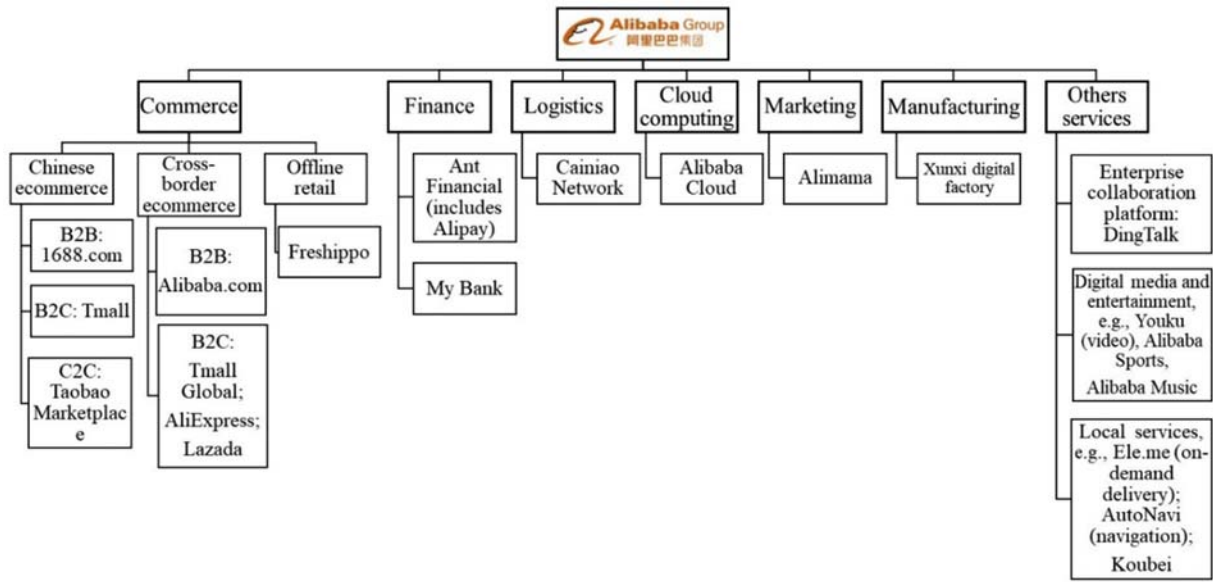 Alibaba Group
阿里巴巴集团
Commerce
Finance
Logistics
Cloud
computing
Marketing
Manufacturing
Others
services
Chinese
ecommerce
B2B:
1688.com
B2C: Tmall
C2C:
Taobao
Marketplac
e
Cross-
border
ecommerce
B2B:
Alibaba.com
B2C:
Tmall
Global;
AliExpress;
Lazada
Offline
retail
Freshippo
Ant
Financial
(includes
Alipay)
My Bank
Cainiao
Network
Alibaba
Cloud
Alimama
Xunxi digital
factory
Enterprise
collaboration
platform:
DingTalk
Digital media and
entertainment,
e.g., Youku
(video), Alibaba
Sports,
Alibaba Music
Local services,
e.g., Ele.me (on-
demand
delivery);
AutoNavi
(navigation);
Koubei